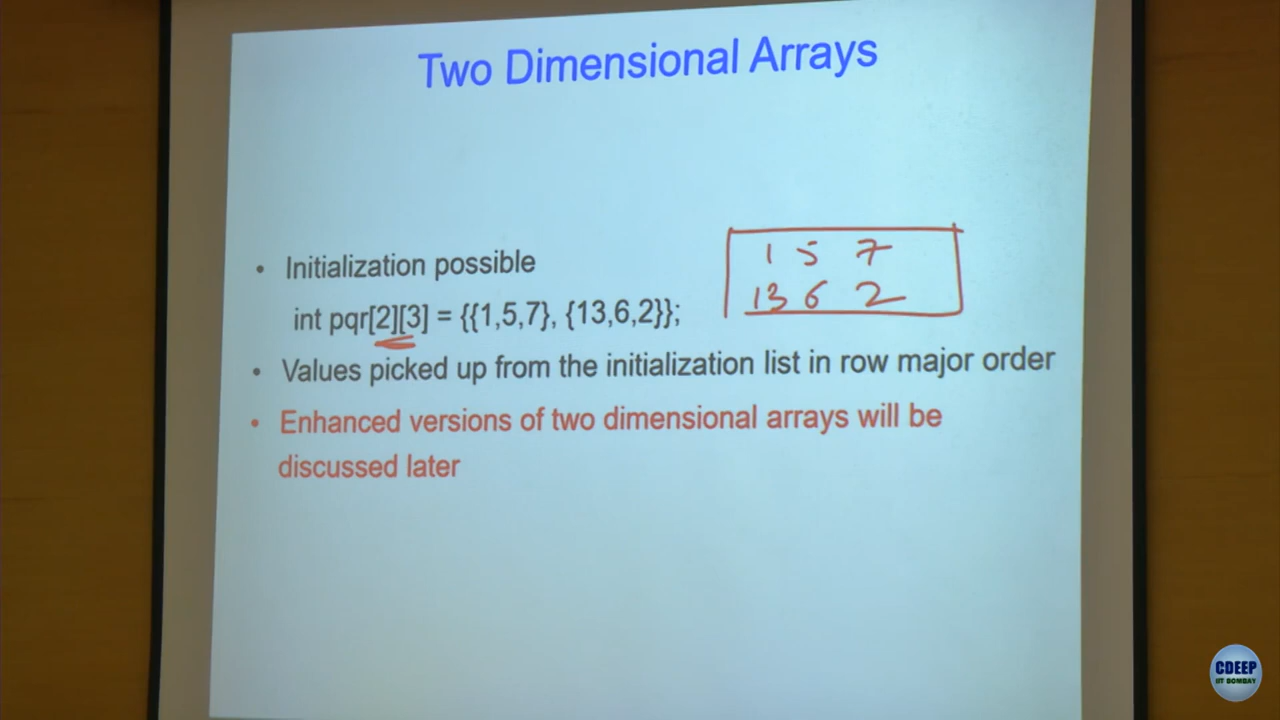 Two Dimensional Arrays
• Initialization possible
int pqr[2][3] = {{1,5,7}, {13,6,2}};
1 5 7
13 6 2
• Values picked up from the initialization list in row major order
• Enhanced versions of two dimensional arrays will be
discussed later
CDEEP
IIT BOMBAY